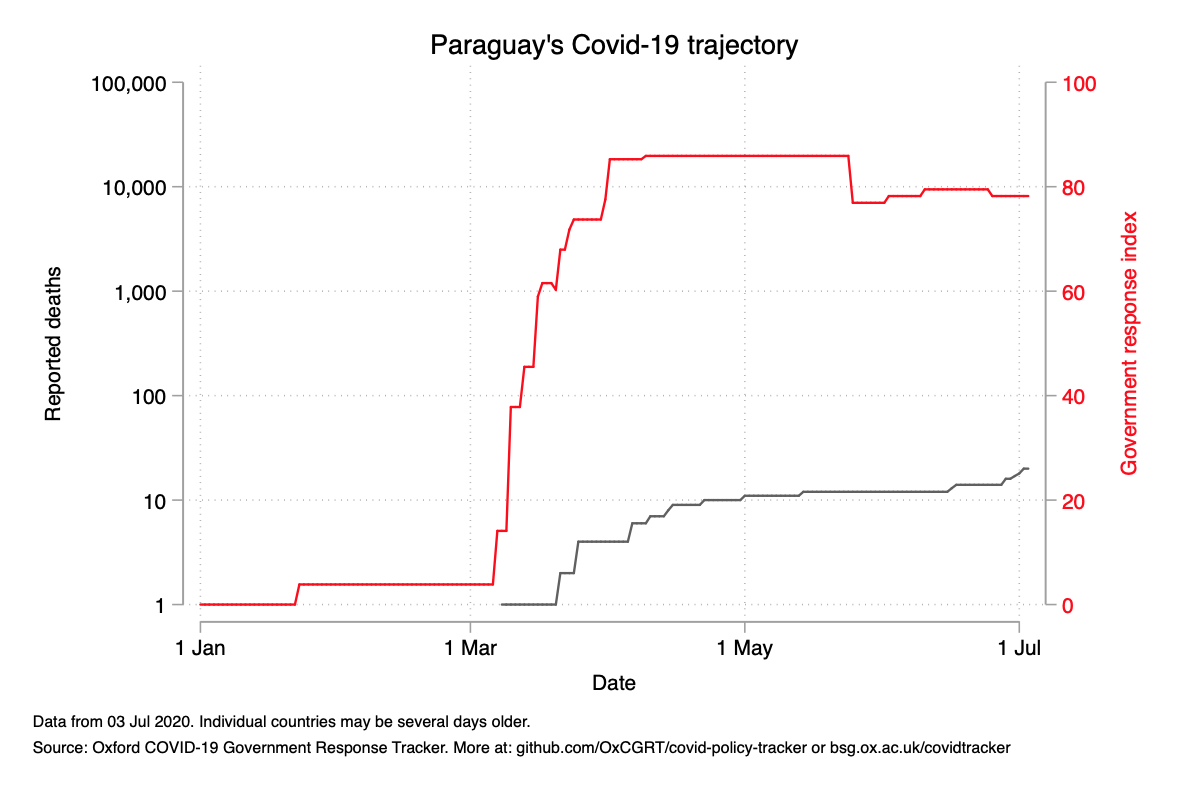 Paraguay's Covid-19 trajectory
100,000
10,000
1,000
100
10
1
Reported deaths
100
80
60
40
20
0
Government response index
1 Jan
1 Mar
1 May
1 Jul
Date
Data from 03 Jul 2020. Individual countries may be several days older.
Source: Oxford COVID-19 Government Response Tracker. More at: github.com/OxCGRT/covid-policy-tracker or bsg.ox.ac.uk/covidtracker